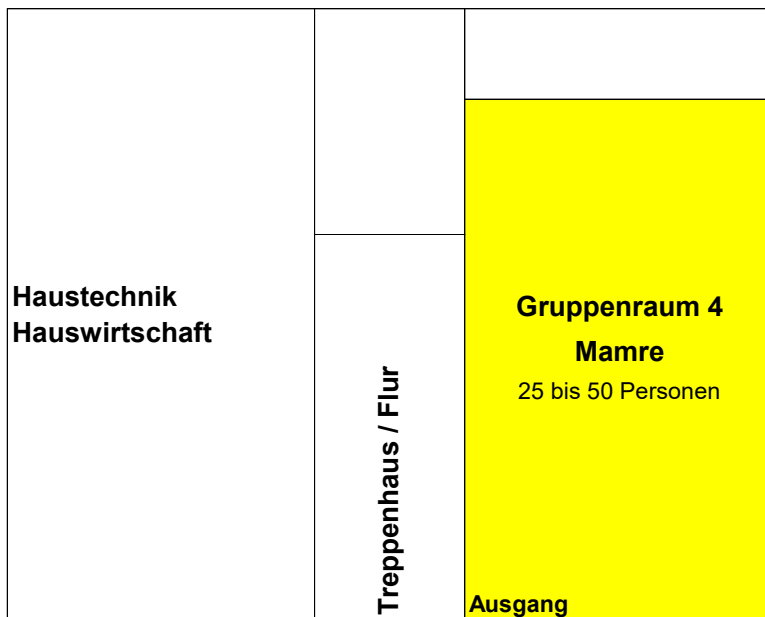 Haustechnik
Hauswirtschaft
Treppenhaus / Flur
Gruppenraum 4
Mamre
25 bis 50 Personen
Ausgang